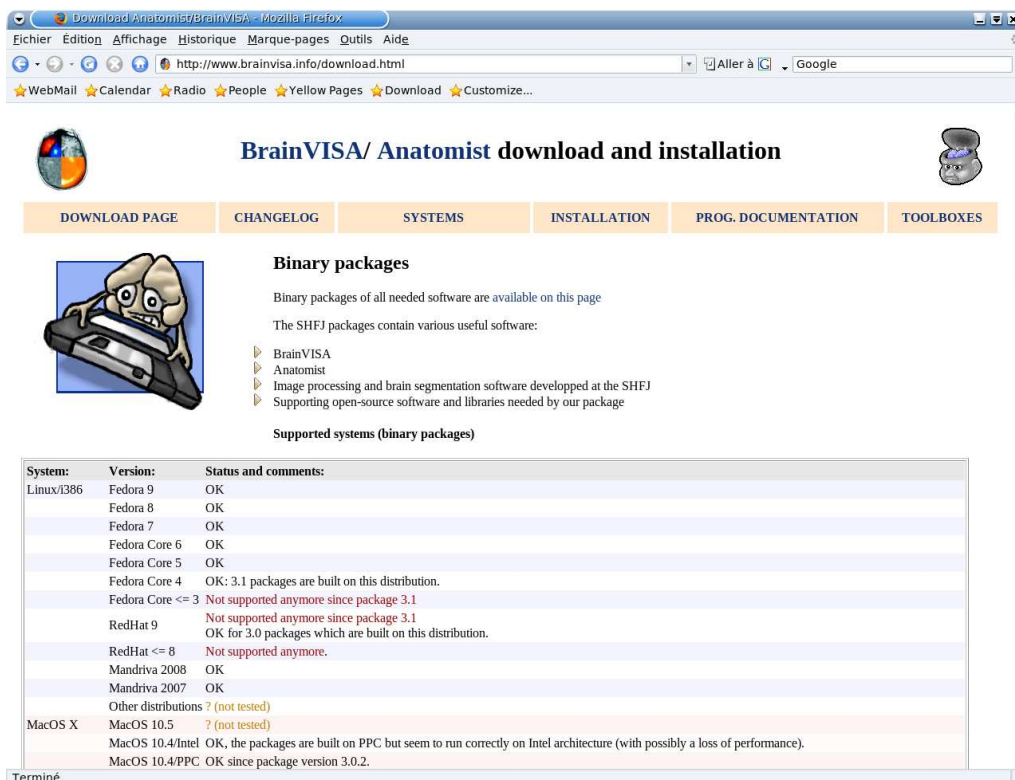 Download Anatomist/BrainVISA - Mozilla Firefox
Fichier Édition Affichage Historique Marque-pages Outils Aide
http://www.brainvisa.info/download.html Aller à G Google
WebMail Calendar Radio People Yellow Pages Download Customize...
BrainVISA/ Anatomist download and installation
DOWNLOAD PAGE CHANGELOG SYSTEMS INSTALLATION PROG. DOCUMENTATION TOOLBOXES
Binary packages
Binary packages of all needed software are available on this page
The SHFJ packages contain various useful software:
BrainVISA
Anatomist
Image processing and brain segmentation software developped at the SHFJ
Supporting open-source software and libraries needed by our package
Supported systems (binary packages)
System: Version: Status and comments:
Linux/i386 Fedora 9 OK
Fedora 8 OK
Fedora 7 OK
Fedora Core 6 OK
Fedora Core 5 OK
Fedora Core 4 OK: 3.1 packages are built on this distribution.
Fedora Core <= 3 Not supported anymore since package 3.1
RedHat 9 Not supported anymore since package 3.1
OK for 3.0 packages which are built on this distribution.
RedHat <= 8 Not supported anymore.
Mandriva 2008 OK
Mandriva 2007 OK
Other distributions ? (not tested)
MacOS X MacOS 10.5 ? (not tested)
MacOS 10.4/Intel OK, the packages are built on PPC but seem to run correctly on Intel architecture (with possibly a loss of performance).
MacOS 10.4/PPC OK since package version 3.0.2.
Terminé